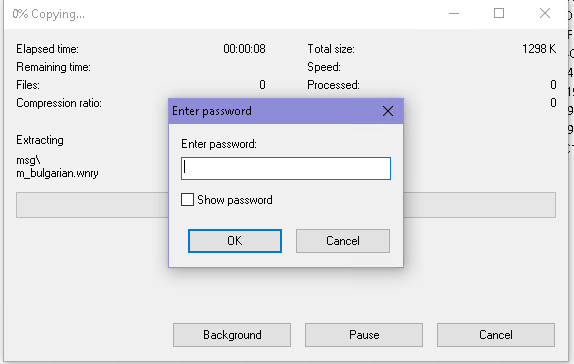 0% Copying...
Elapsed time: 00:00:08 Total size: 1298 K
Remaining time: Speed:
Files: 0 Processed: 0
Compression ratio: 0
Enter password
Extracting
msg\
m_bulgarian.wnry
Enter password:
Show password
OK Cancel
Background Pause Cancel